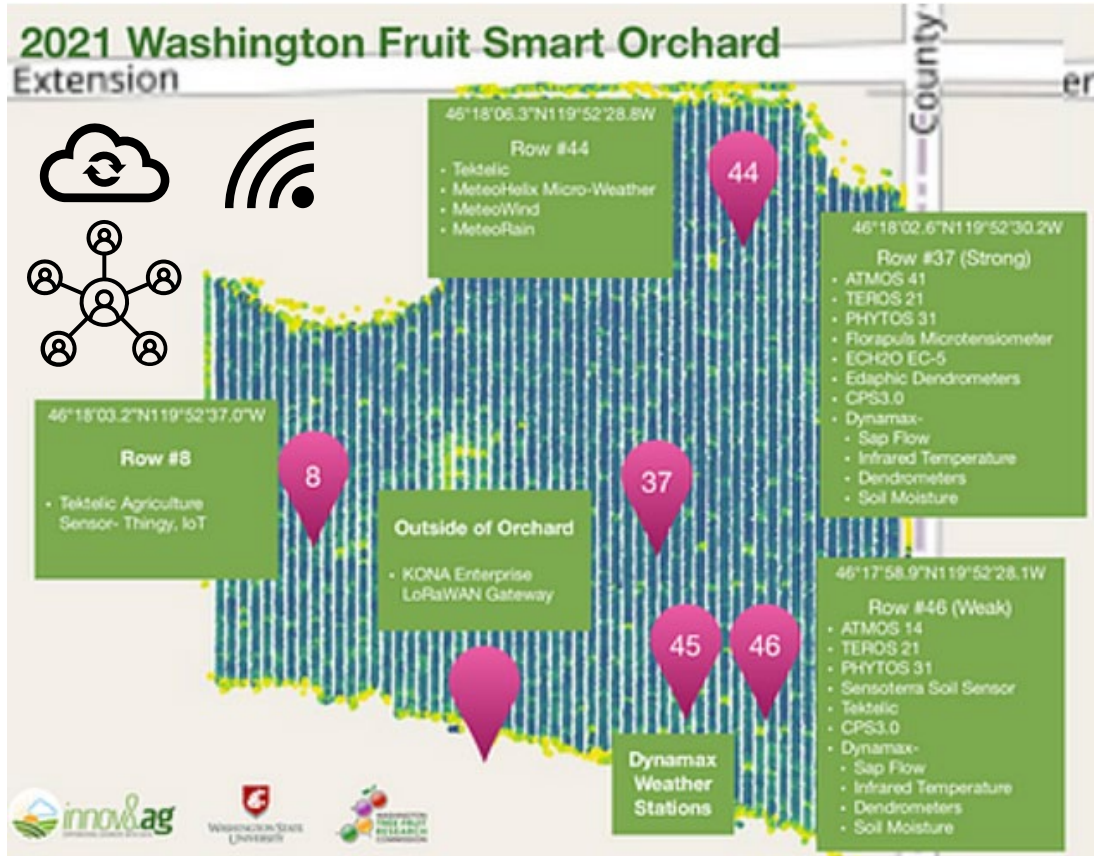 2021 Washington Fruit Smart Orchard
Extension
County
er
46°18'06.3"N119°52'28.8W
Row #44
• Tektelic
• MeteoHelix Micro-Weather
• MeteoWind
• MeteoRain
44
46°18'02.6"N119°52'30.2W
Row #37 (Strong)
• ATMOS 41
• TEROS 21
• PHYTOS 31
• Florapuls Microtensiometer
• ECH2O EC-5
• Edaphic Dendrometers
• CPS3.0
• Dynamax-
• Sap Flow
• Infrared Temperature
• Dendrometers
• Soil Moisture
46°18'03.2"N119°52'37.0"W
Row #8
• Tektelic Agriculture
Sensor- Thingy, IoT
8
37
Outside of Orchard
• KONA Enterprise
LoRaWAN Gateway
45
46
46°17'58.9"N119°52'28.1W
Row #46 (Weak)
• ATMOS 14
• TEROS 21
• PHYTOS 31
• Sensoterra Soil Sensor
• Tektelic
• CPS3.0
• Dynamax-
• Sap Flow
• Infrared Temperature
• Dendrometers
• Soil Moisture
Dynamax
Weather
Stations
innov8.ag
WASHINGTON STATE
UNIVERSITY
WASHINGTON
TREE FRUIT
RESEARCH
COMMISSION